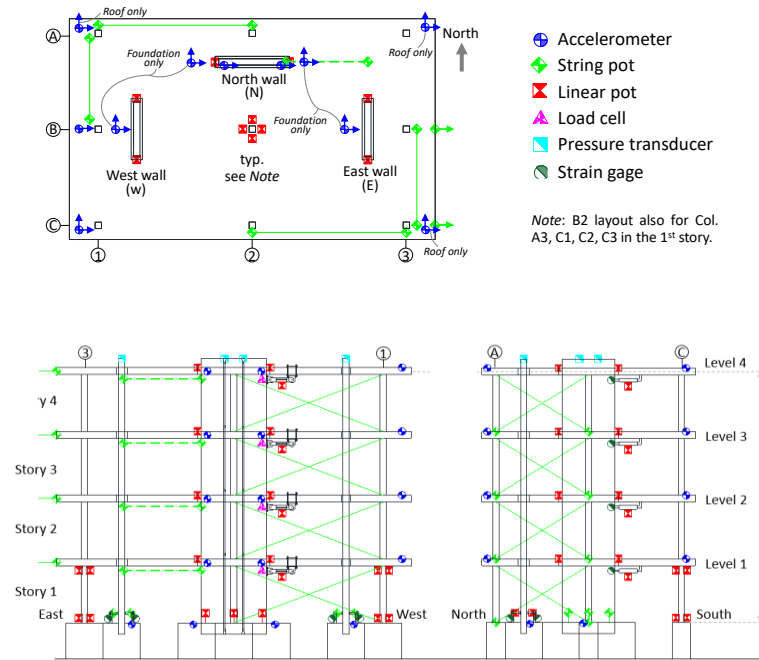 Roof only
North
A
Foundation
only
Roof only
North wall
(N)
B
Foundation
only
West wall
(w)
typ.
see Note
East wall
(E)
C
Roof only
1
2
3
Accelerometer
String pot
Linear pot
Load cell
Pressure transducer
Strain gage
Note: B2 layout also for Col.
A3, C1, C2, C3 in the 1st story.
3
1
A
C
Level 4
y 4
Level 3
Story 3
Level 2
Story 2
Level 1
Story 1
East
West
North
South